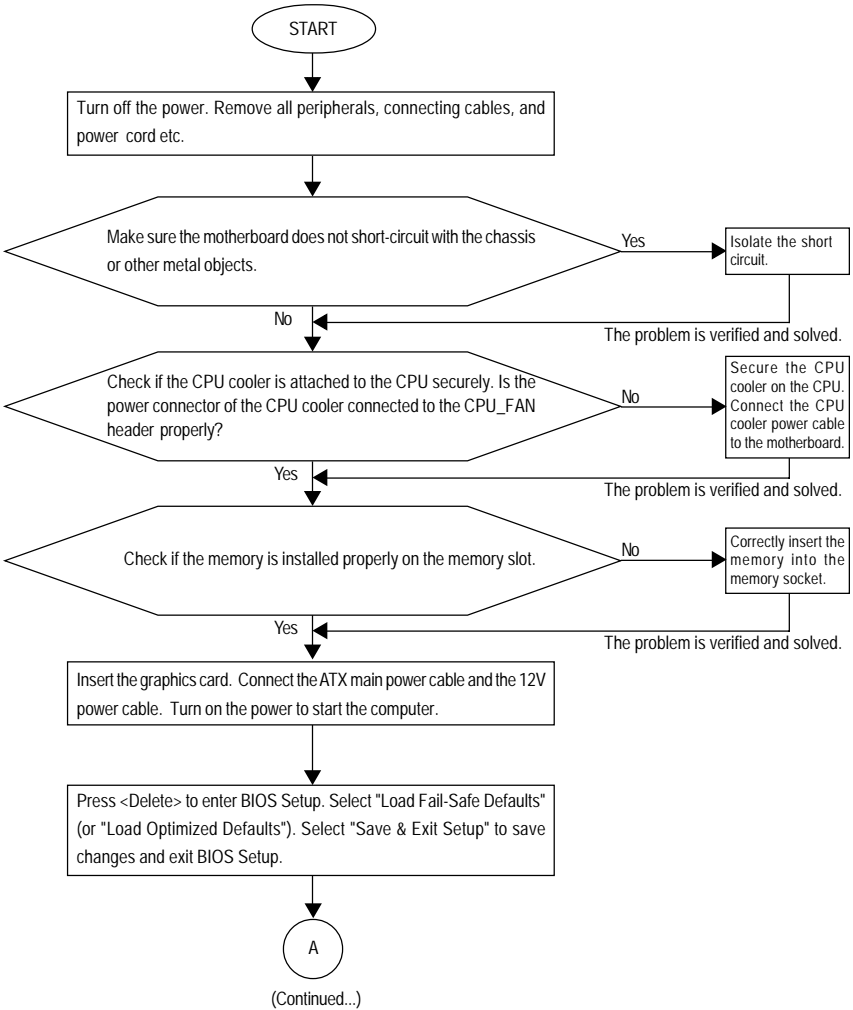 START
Turn off the power. Remove all peripherals, connecting cables, and
power cord etc.
Make sure the motherboard does not short-circuit with the chassis
or other metal objects.
Yes
Isolate the short
circuit.
No
The problem is verified and solved.
Check if the CPU cooler is attached to the CPU securely. Is the
power connector of the CPU cooler connected to the CPU_FAN
header properly?
No
Secure the CPU
cooler on the CPU.
Connect the CPU
cooler power cable
to the motherboard.
Yes
The problem is verified and solved.
Check if the memory is installed properly on the memory slot.
No
Correctly insert the
memory into the
memory socket.
Yes
The problem is verified and solved.
Insert the graphics card. Connect the ATX main power cable and the 12V
power cable. Turn on the power to start the computer.
Press <Delete> to enter BIOS Setup. Select "Load Fail-Safe Defaults"
(or "Load Optimized Defaults"). Select "Save & Exit Setup" to save
changes and exit BIOS Setup.
A
(Continued...)